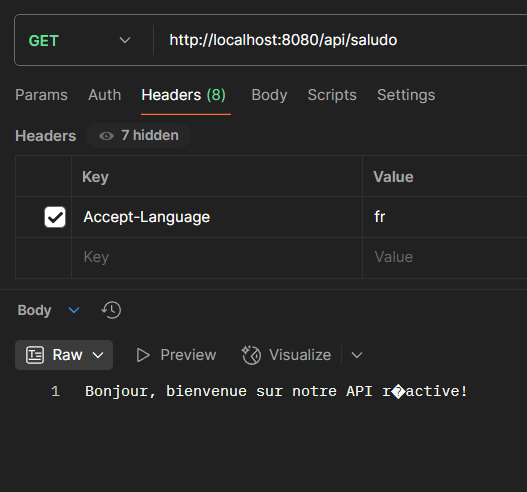 GET http://localhost:8080/api/saludo
Params Auth Headers (8) Body Scripts Settings
Headers 7 hidden
Key Value
Accept-Language fr
Key Value
Body
Raw Preview Visualize
1 Bonjour, bienvenue sur notre API r�active!